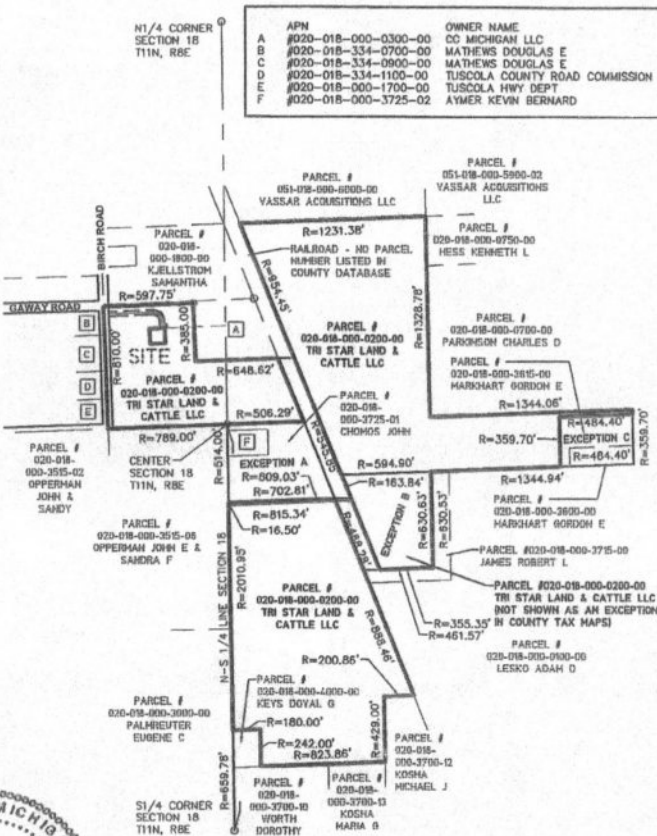 N1/4 CORNER
SECTION 18
T11N, R8E
APN OWNER NAME
A #020-018-000-0300-00 CC MICHIGAN LLC
B #020-018-334-0700-00 MATHEWS DOUGLAS E
C #020-018-334-0900-00 MATHEWS DOUGLAS E
D #020-018-334-1100-00 TUSCOLA COUNTY ROAD COMMISSION
E #020-018-000-1700-00 TUSCOLA HWY DEPT
F #020-018-000-3725-02 AYMER KEVIN BERNARD
PARCEL #
051-018-000-6000-00
VASSAR ACQUISITIONS LLC
PARCEL #
051-018-000-5900-02
VASSAR ACQUISITIONS
LLC
BIRCH ROAD
PARCEL #
020-018-
000-1800-00
KJELLSTROM
SAMANTHA
R=1231.38'
RAILROAD - NO PARCEL
NUMBER LISTED IN
COUNTY DATABASE
PARCEL #
020-018-000-0750-00
HESS KENNETH L
R=954.45'
R=1328.78'
R=597.75'
GAWAY ROAD
B
C
D
E
R=810.00'
R=385.00'
A
SITE
PARCEL #
020-018-000-0200-00
TRI STAR LAND &
CATTLE LLC
PARCEL #
020-018-000-0200-00
TRI STAR LAND &
CATTLE LLC
PARCEL #
020-018-000-0700-00
PARKINSON CHARLES D
PARCEL #
020-018-000-3615-00
MARKHART GORDON E
R=648.62'
R=506.29'
R=789.00'
PARCEL #
020-018-
000-3725-01
CHOMOS JOHN
R=1344.06'
R=484.40'
R=359.70'
EXCEPTION C
R=484.40'
R=359.70'
PARCEL #
020-018-
000-3515-02
OPPERMAN
JOHN &
SANDY
CENTER
SECTION 18
T11N, R8E
R=514.00'
F
EXCEPTION A
R=609.03'
R=702.81'
R=594.90'
R=163.84'
R=1344.94'
EXCEPTION B
R=630.63'
R=630.53'
PARCEL #
020-018-000-3600-00
MARKHART GORDON E
PARCEL #
020-018-000-3515-06
OPPERMAN JOHN E &
SANDRA F
R=815.34'
R=16.50'
PARCEL #020-018-000-3715-00
JAMES ROBERT L
PARCEL #020-018-000-0200-00
TRI STAR LAND & CATTLE LLC
(NOT SHOWN AS AN EXCEPTION
IN COUNTY TAX MAPS)
R=355.35'
R=461.57'
PARCEL #
020-018-000-0100-00
LESKO ADAM D
R=2010.95'
N-S 1/4 LINE SECTION 18
PARCEL #
020-018-000-0200-00
TRI STAR LAND &
CATTLE LLC
R=888.46'
R=200.86'
PARCEL #
020-018-000-4000-00
KEYS DOYAL G
PARCEL #
020-018-000-3000-00
PALMREUTER
EUGENE C
R=180.00'
R=242.00'
R=823.86'
R=429.00'
R=659.78'
PARCEL #
020-018-
000-3700-12
KOSHA
MICHAEL J
S1/4 CORNER
SECTION 18
T11N, R8E
PARCEL #
020-018-
000-3700-10
WORTH
DOROTHY
PARCEL #
020-018-
000-3700-13
KOSHA
MARIA G